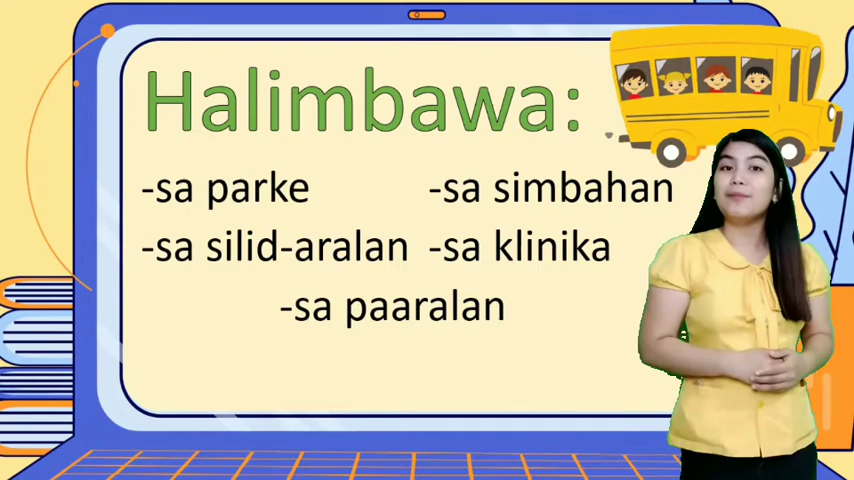 Halimbawa:
-sa parke -sa simbahan
-sa silid-aralan -sa klinika
-sa paaralan